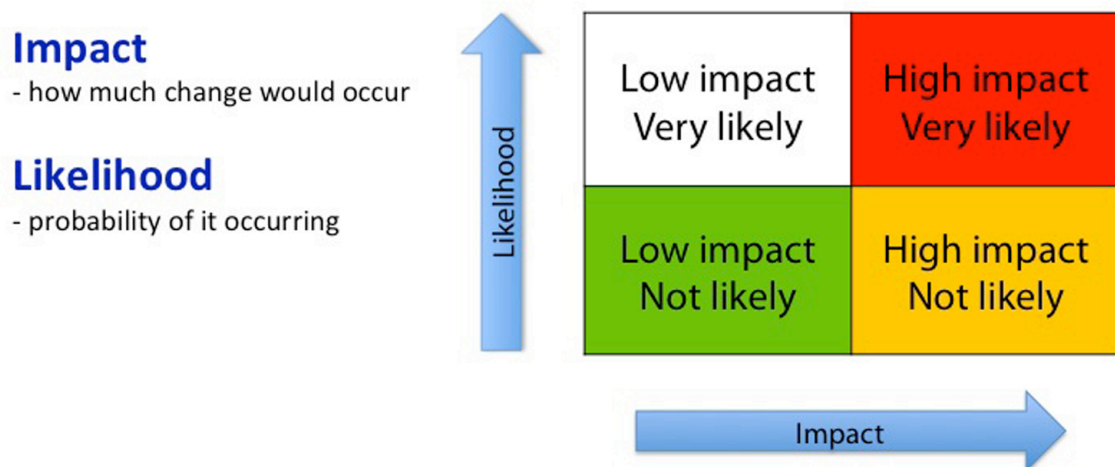 Impact
- how much change would occur
Likelihood
- probability of it occurring
Likelihood
Low impact
Very likely
High impact
Very likely
Low impact
Not likely
High impact
Not likely
Impact